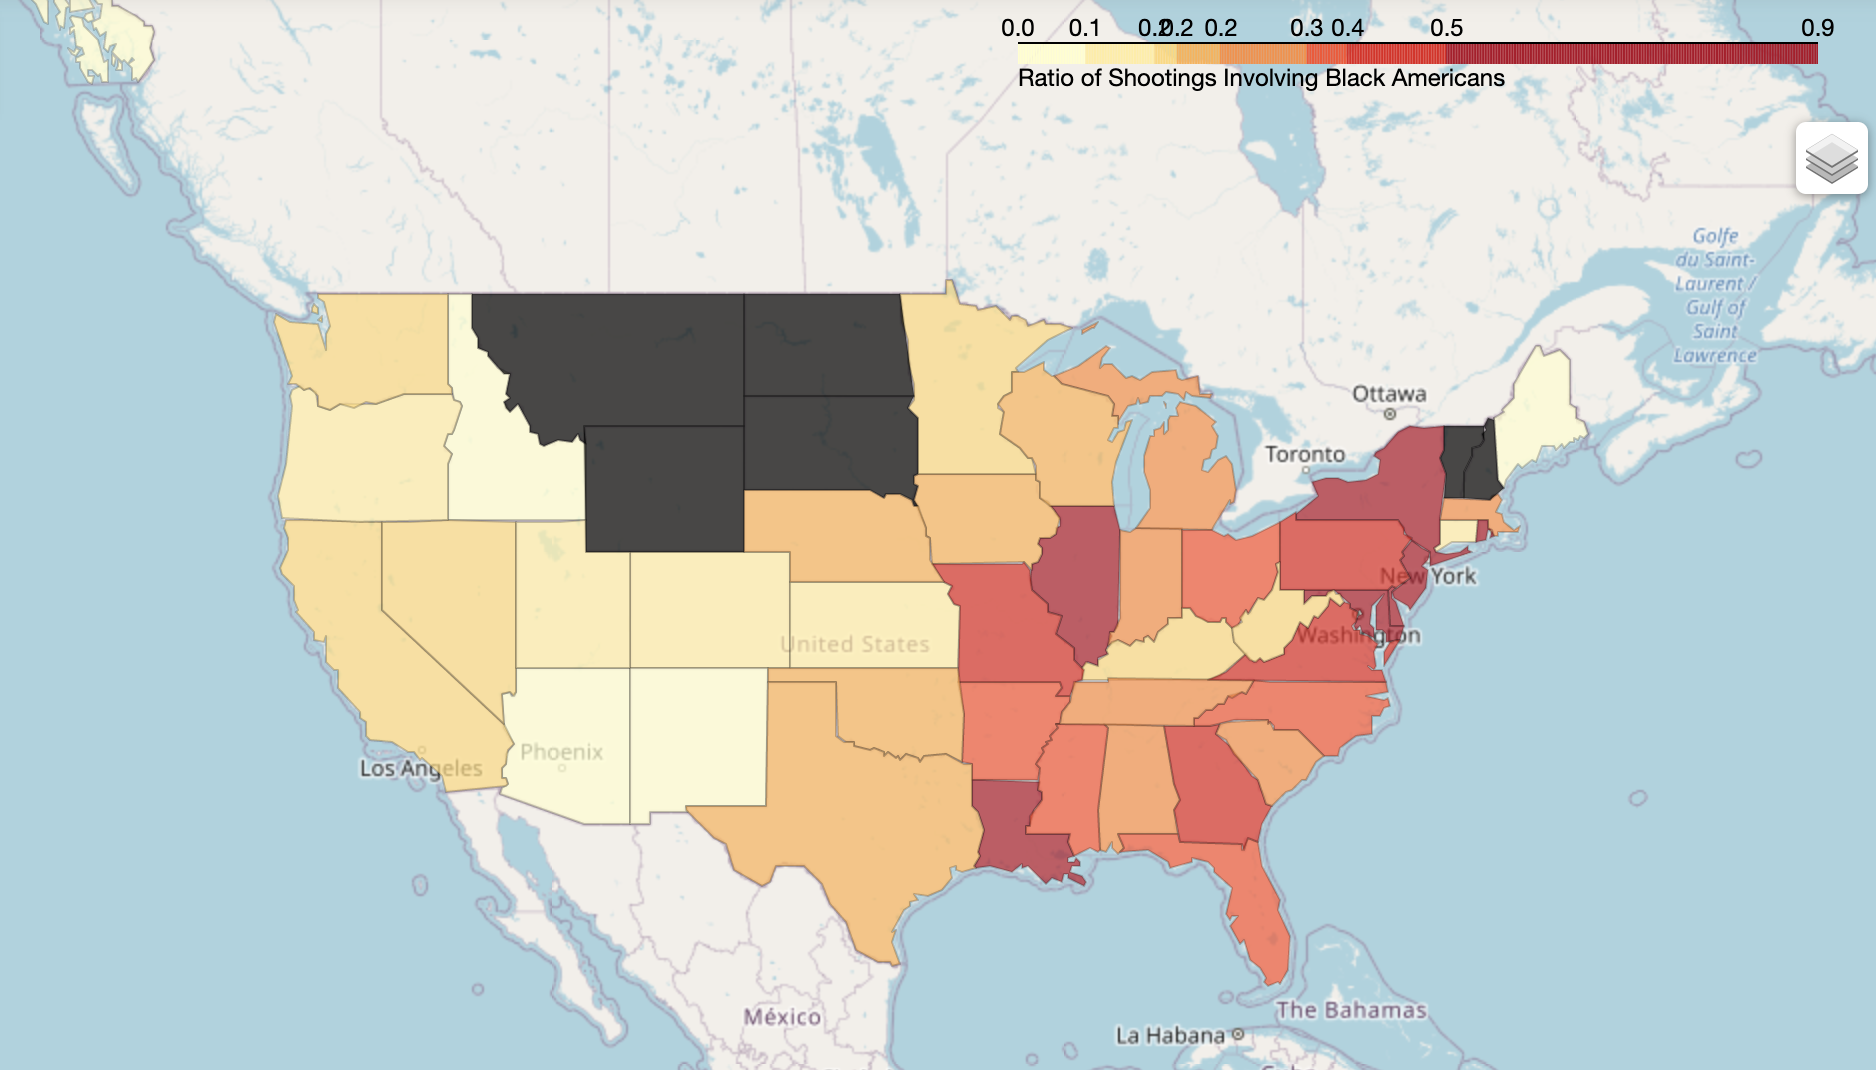 0.0 0.1 0.2 0.2 0.2 0.3 0.4 0.5 0.9
Ratio of Shootings Involving Black Americans
Golfe
du Saint-
Laurent /
Gulf of
Saint
Lawrence
Ottawa
Toronto
New York
Washington
United States
Phoenix
Los Angeles
México
The Bahamas
La Habana